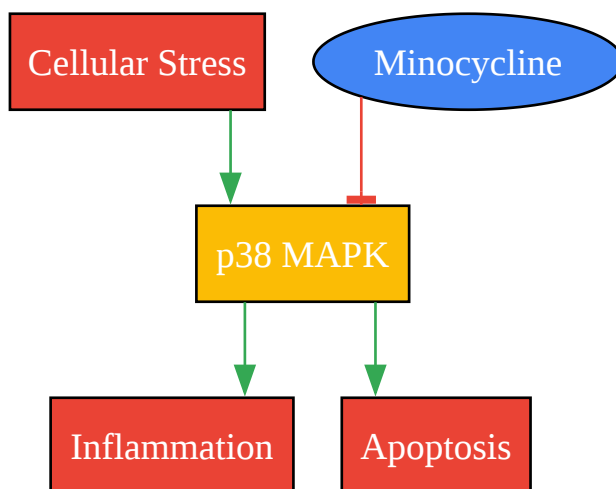 Cellular Stress
Minocycline
p38 MAPK
Inflammation
Apoptosis